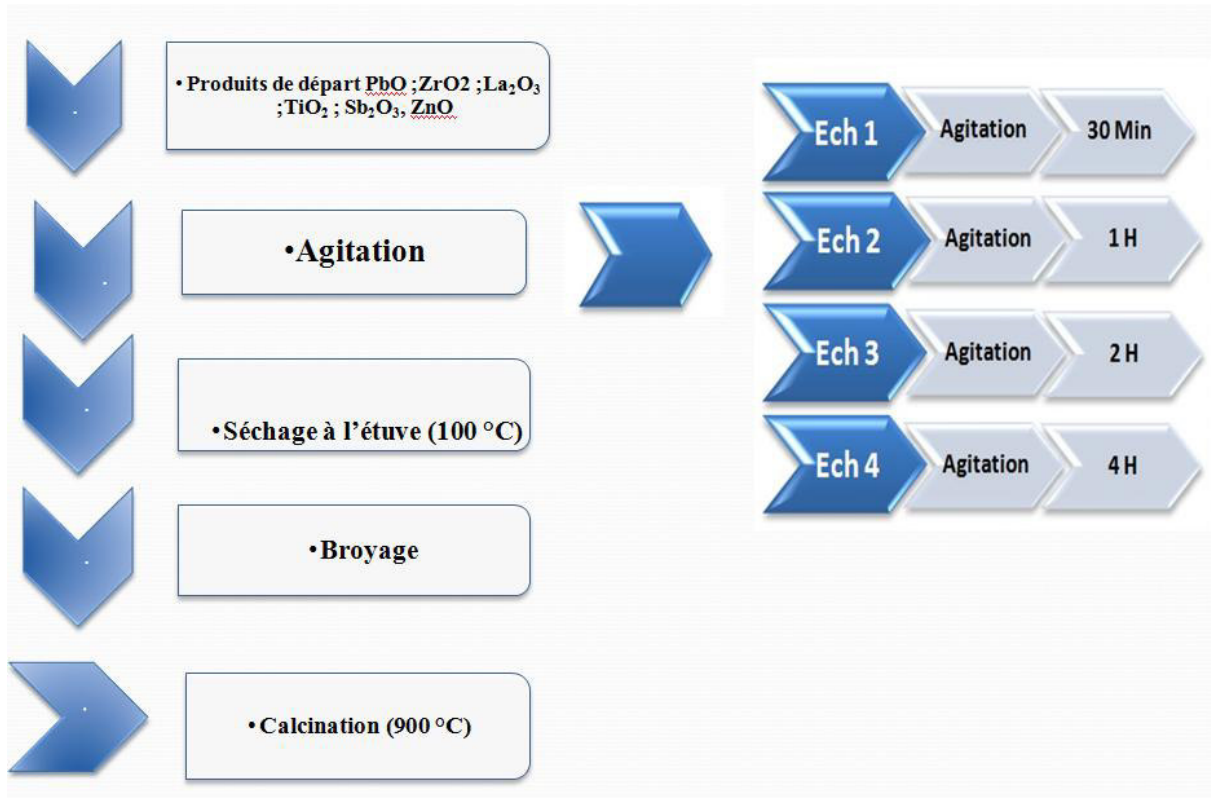 • Produits de départ PbO ;ZrO2 ;La₂O₃
;TiO₂ ; Sb₂O₃, ZnO
•Agitation
•Séchage à l’étuve (100 °C)
•Broyage
•Calcination (900 °C)
Ech 1 Agitation 30 Min
Ech 2 Agitation 1 H
Ech 3 Agitation 2 H
Ech 4 Agitation 4 H